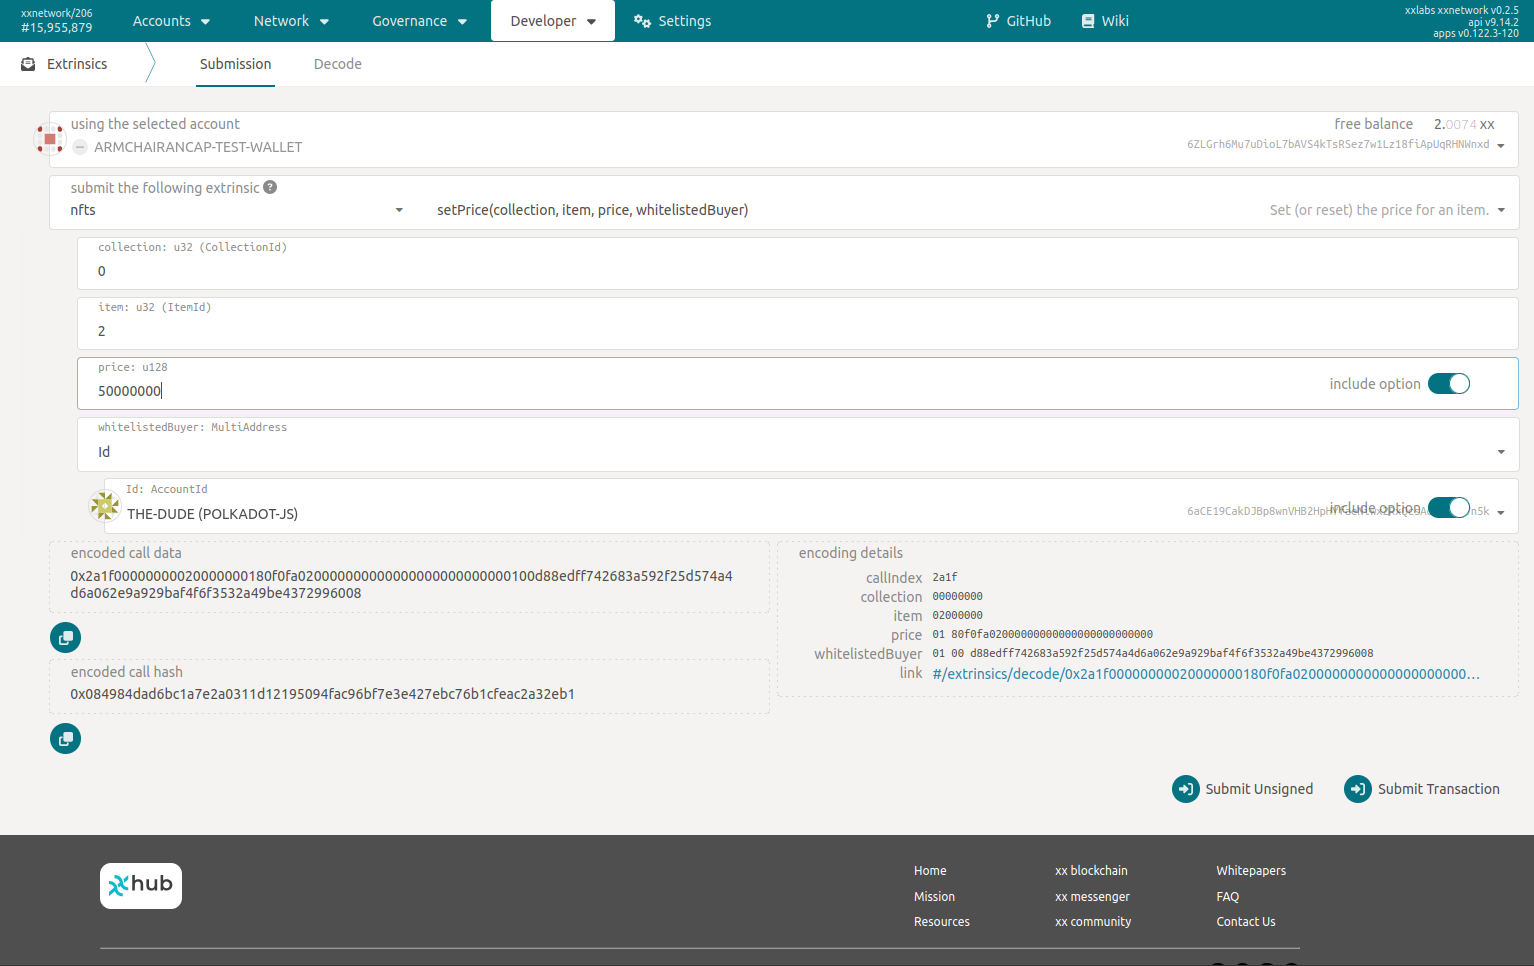 xxnetwork/206
#15,955,879
Accounts
Network
Governance
Developer
Settings
GitHub
Wiki
xxlabs xxnetwork v0.2.5
api v9.14.2
apps v0.122.3-120
Extrinsics
Submission
Decode
using the selected account
ARMCHAIRANCAP-TEST-WALLET
free balance 2.0074 xx
6ZLGrh6Mu7uDioL7bAVS4kTsRSez7w1Lz18fiApUqRHNWnxd
submit the following extrinsic ?
nfts
setPrice(collection, item, price, whitelistedBuyer)
Set (or reset) the price for an item.
collection: u32 (CollectionId)
0
item: u32 (ItemId)
2
price: u128
50000000
include option
whitelistedBuyer: MultiAddress
Id
Id: AccountId
THE-DUDE (POLKADOT-JS)
include option
encoded call data
0x2a1f00000000020000000180f0fa020000000000000000000000000100d88edff742683a592f25d574a4
d6a062e9a929baf4f6f3532a49be4372996008
encoded call hash
0x084984dad6bc1a7e2a0311d12195094fac96bf7e3e427ebc76b1cfeac2a32eb1
encoding details
callIndex 2a1f
collection 00000000
item 02000000
price 01 80f0fa02000000000000000000000000
whitelistedBuyer 01 00 d88edff742683a592f25d574a4d6a062e9a929baf4f6f3532a49be4372996008
link #/extrinsics/decode/0x2a1f00000000020000000180f0fa0200000000000000000000…
Submit Unsigned
Submit Transaction
hub
Home
Mission
Resources
xx blockchain
xx messenger
xx community
Whitepapers
FAQ
Contact Us